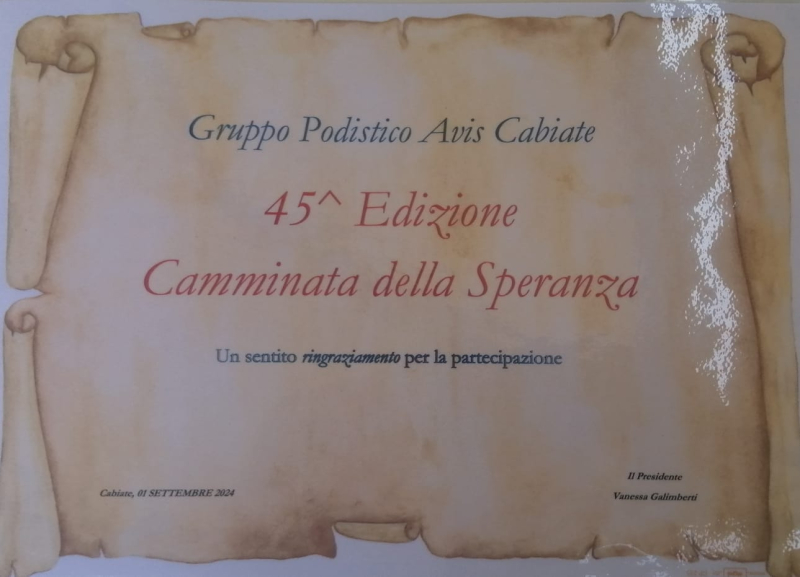 Gruppo Podistico Avis Cabiate
45^ Edizione
Camminata della Speranza
Un sentito ringraziamento per la partecipazione
Cabiate, 01 SETTEMBRE 2024
Il Presidente
Vanessa Galimberti